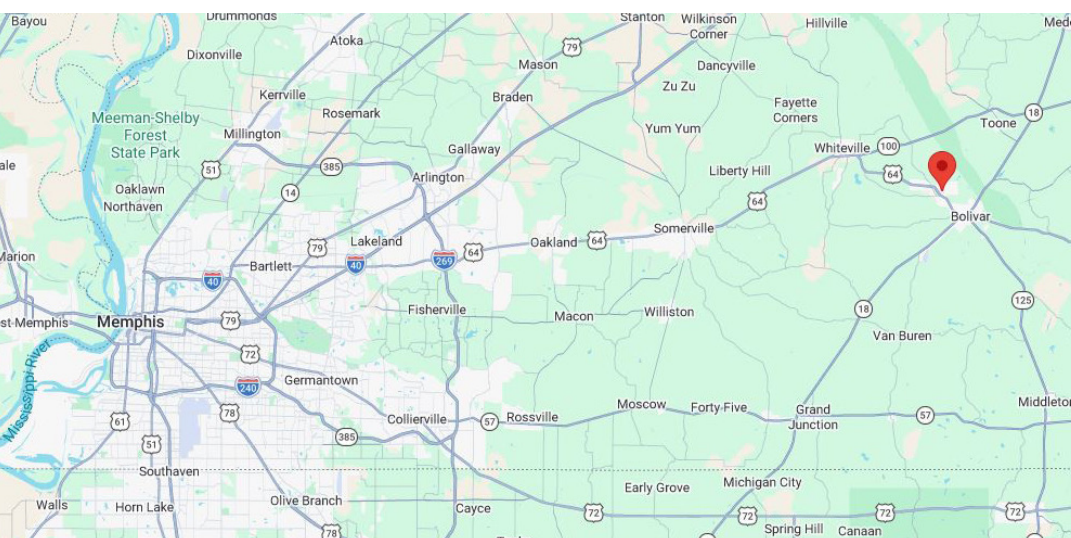 Bayou
Drummonds
Stanton
Wilkinson
Corner
Hillville
Mede
Atoka
Dixonville
79
Mason
Dancyville
Zu Zu
Kerrville
Braden
Fayette
Corners
Rosemark
Meeman-Shelby
Forest
State Park
Yum Yum
18
Toone
Millington
Gallaway
Whiteville
100
ale
51
385
Arlington
Liberty Hill
64
Oaklawn
Northaven
14
64
Bolivar
Somerville
Marion
79
Lakeland
Oakland
64
64
Bartlett
40
269
40
125
st Memphis
Memphis
79
Fisherville
Macon
Williston
18
Van Buren
Mississippi River
72
Germantown
240
Middleton
61
78
Collierville
57
Rossville
Moscow
Forty-Five
Grand
Junction
57
51
385
Southaven
Walls
Horn Lake
Olive Branch
Cayce
Early Grove
Michigan City
72
72
72
78
Spring Hill
Canaan